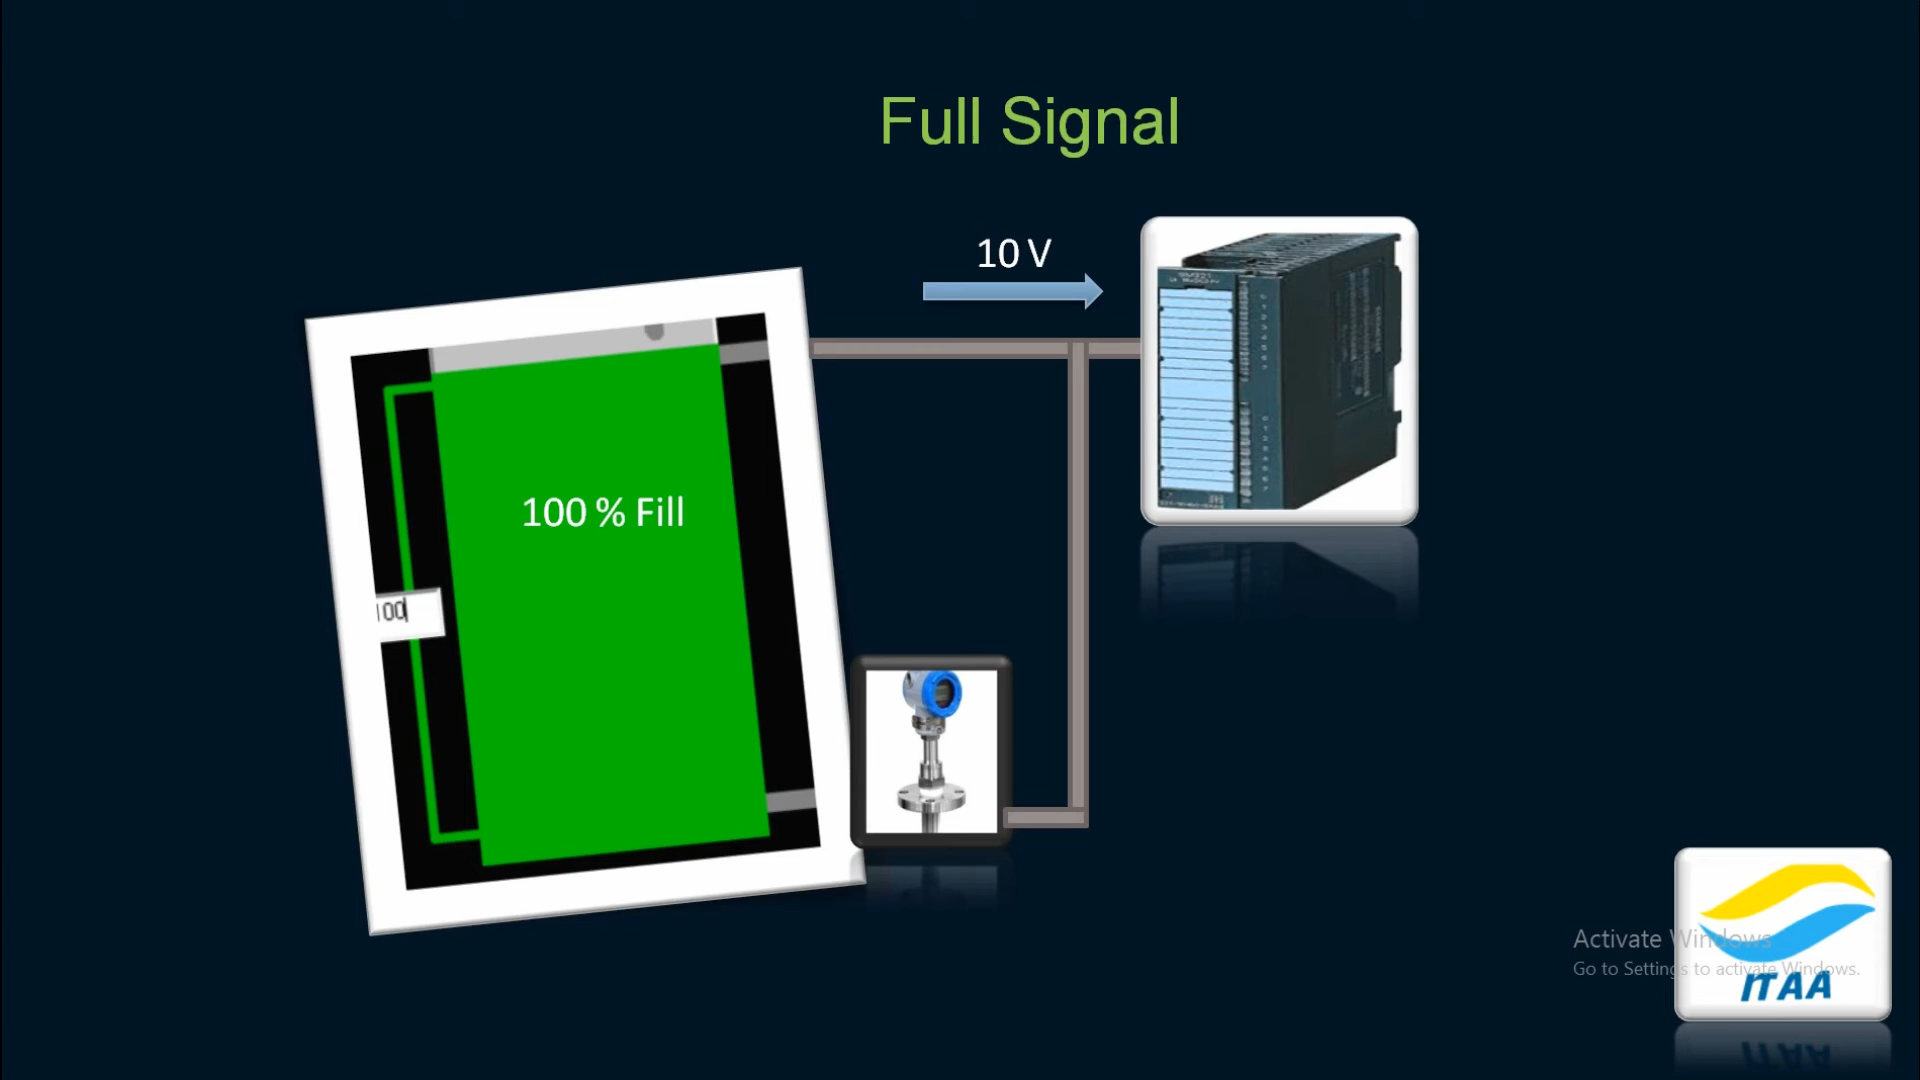 Full Signal
10 V
100 % Fill
100
Activate Windows
Go to Settings to activate Windows.
ITAA